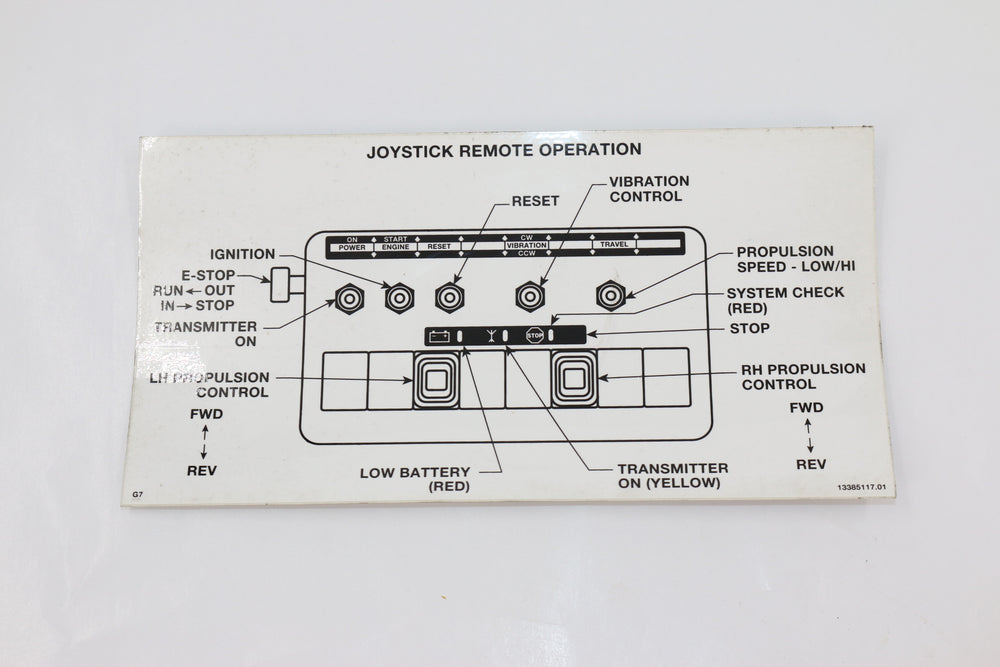 JOYSTICK REMOTE OPERATION
VIBRATION
CONTROL
RESET
IGNITION
E-STOP
RUN ← OUT
IN → STOP
TRANSMITTER
ON
ON
POWER
START
ENGINE
RESET
CW
VIBRATION
CCW
TRAVEL
PROPULSION
SPEED - LOW/HI
SYSTEM CHECK
(RED)
STOP
STOP
LH PROPULSION
CONTROL
FWD
REV
RH PROPULSION
CONTROL
FWD
REV
LOW BATTERY
(RED)
TRANSMITTER
ON (YELLOW)
G7
13385117.01